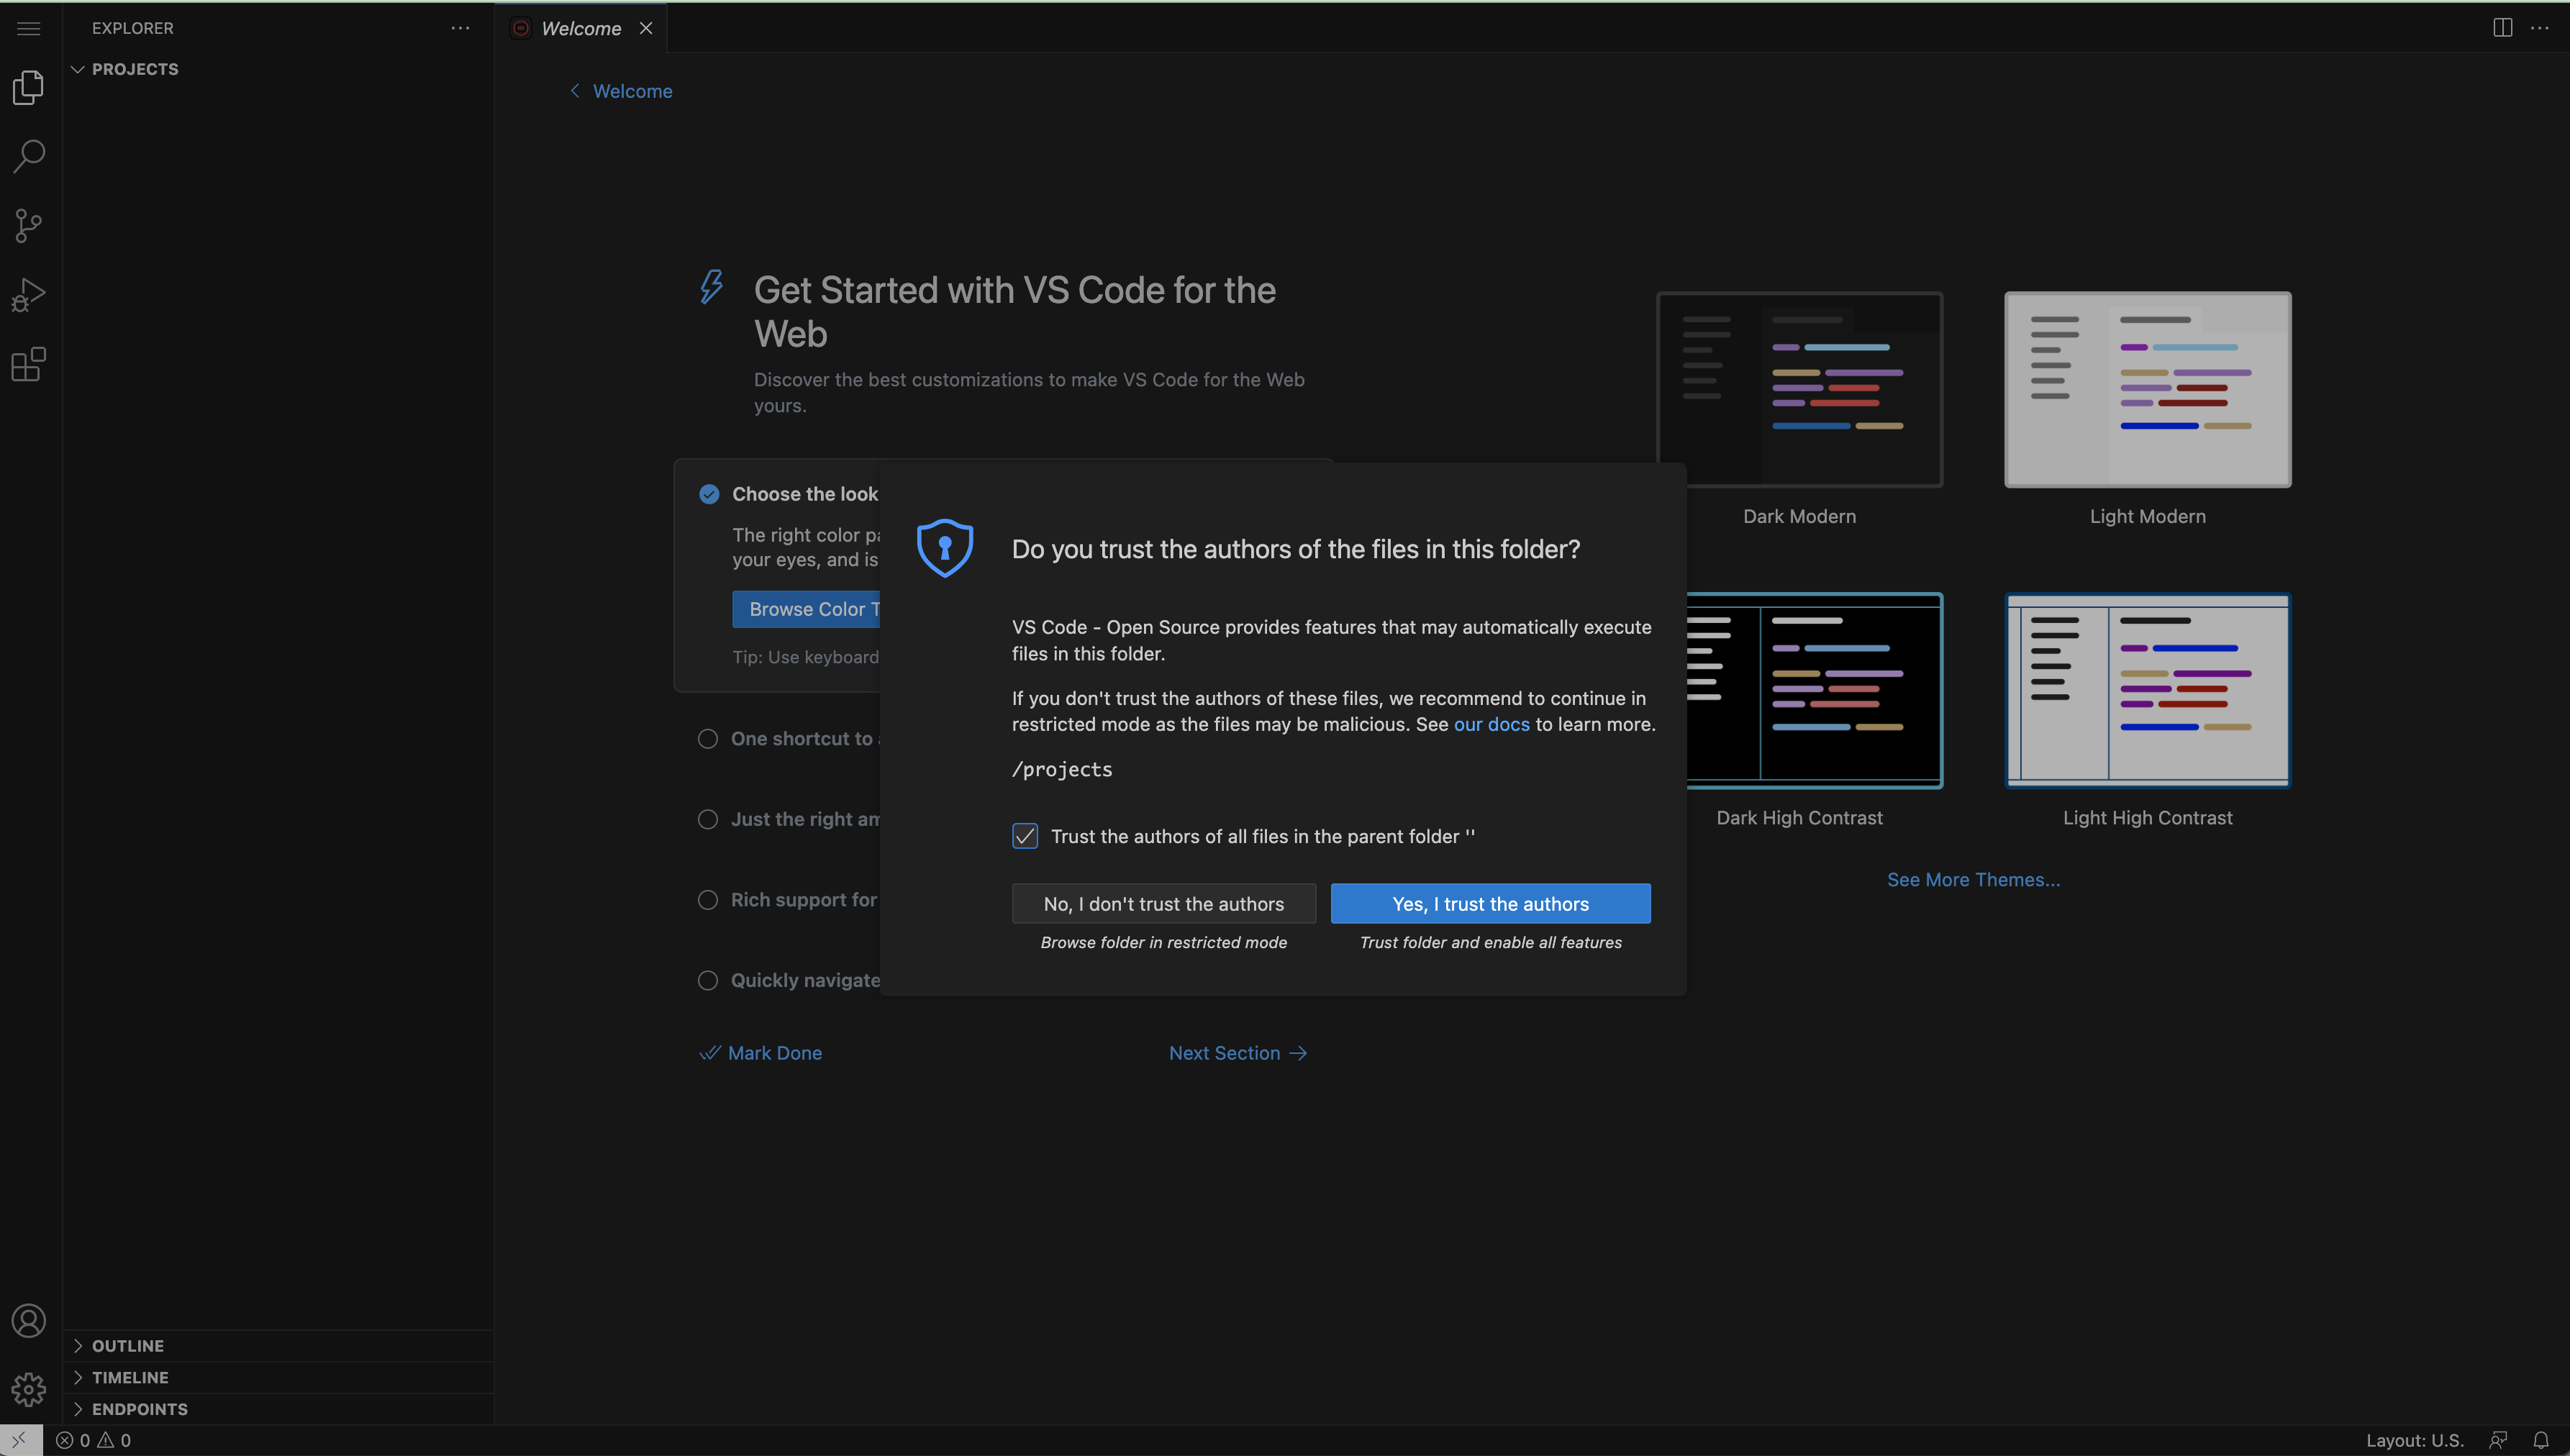 EXPLORER
PROJECTS
Welcome
Welcome
Get Started with VS Code for the
Web
Discover the best customizations to make VS Code for the Web
yours.
Choose the look
The right color pa
your eyes, and is
Browse Color T
Tip: Use keyboard
One shortcut to a
Just the right am
Rich support for
Quickly navigate
Mark Done
Next Section
Do you trust the authors of the files in this folder?
VS Code - Open Source provides features that may automatically execute
files in this folder.
If you don't trust the authors of these files, we recommend to continue in
restricted mode as the files may be malicious. See our docs to learn more.
/projects
Trust the authors of all files in the parent folder ''
No, I don't trust the authors
Yes, I trust the authors
Browse folder in restricted mode
Trust folder and enable all features
Dark Modern
Light Modern
Dark High Contrast
Light High Contrast
See More Themes...
OUTLINE
TIMELINE
ENDPOINTS
0 0
Layout: U.S.